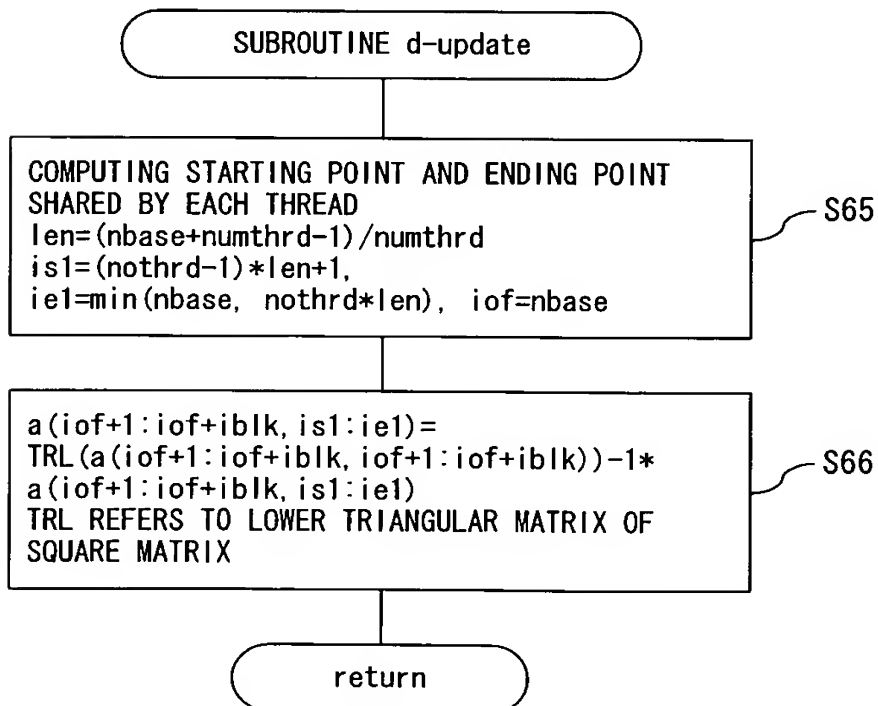 SUBROUTINE d-update
COMPUTING STARTING POINT AND ENDING POINT
SHARED BY EACH THREAD
len=(nbase+numthrd-1)/numthrd
is1=(nothrd-1)*len+1,
ie1=min(nbase, nothrd*len), iof=nbase
S65
a(iof+1:iof+iblk,is1:ie1)=
TRL(a(iof+1:iof+iblk,iof+1:iof+iblk))-1*
a(iof+1:iof+iblk,is1:ie1)
TRL REFERS TO LOWER TRIANGULAR MATRIX OF
SQUARE MATRIX
S66
return